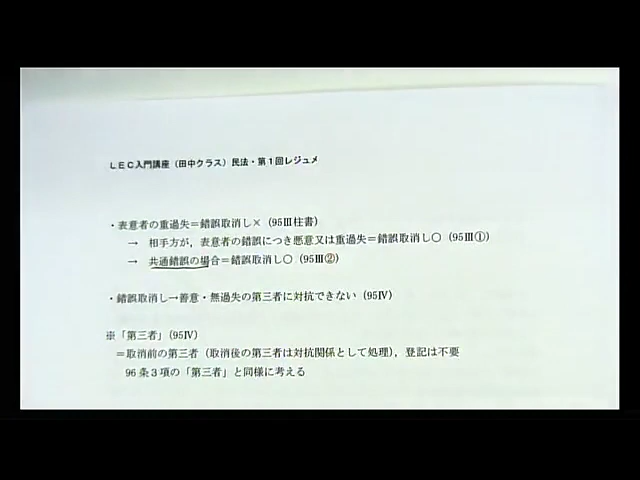 LEC入門講座（田中クラス）民法・第1回レジュメ
・表意者の重過失＝錯誤取消し×（95Ⅲ柱書）
→ 相手方が，表意者の錯誤につき悪意又は重過失＝錯誤取消し〇（95Ⅲ①）
→ 共通錯誤の場合＝錯誤取消し〇（95Ⅲ②）
・錯誤取消し→善意・無過失の第三者に対抗できない（95Ⅳ）
※「第三者」（95Ⅳ）
＝取消前の第三者（取消後の第三者は対抗関係として処理），登記は不要
96条3項の「第三者」と同様に考える